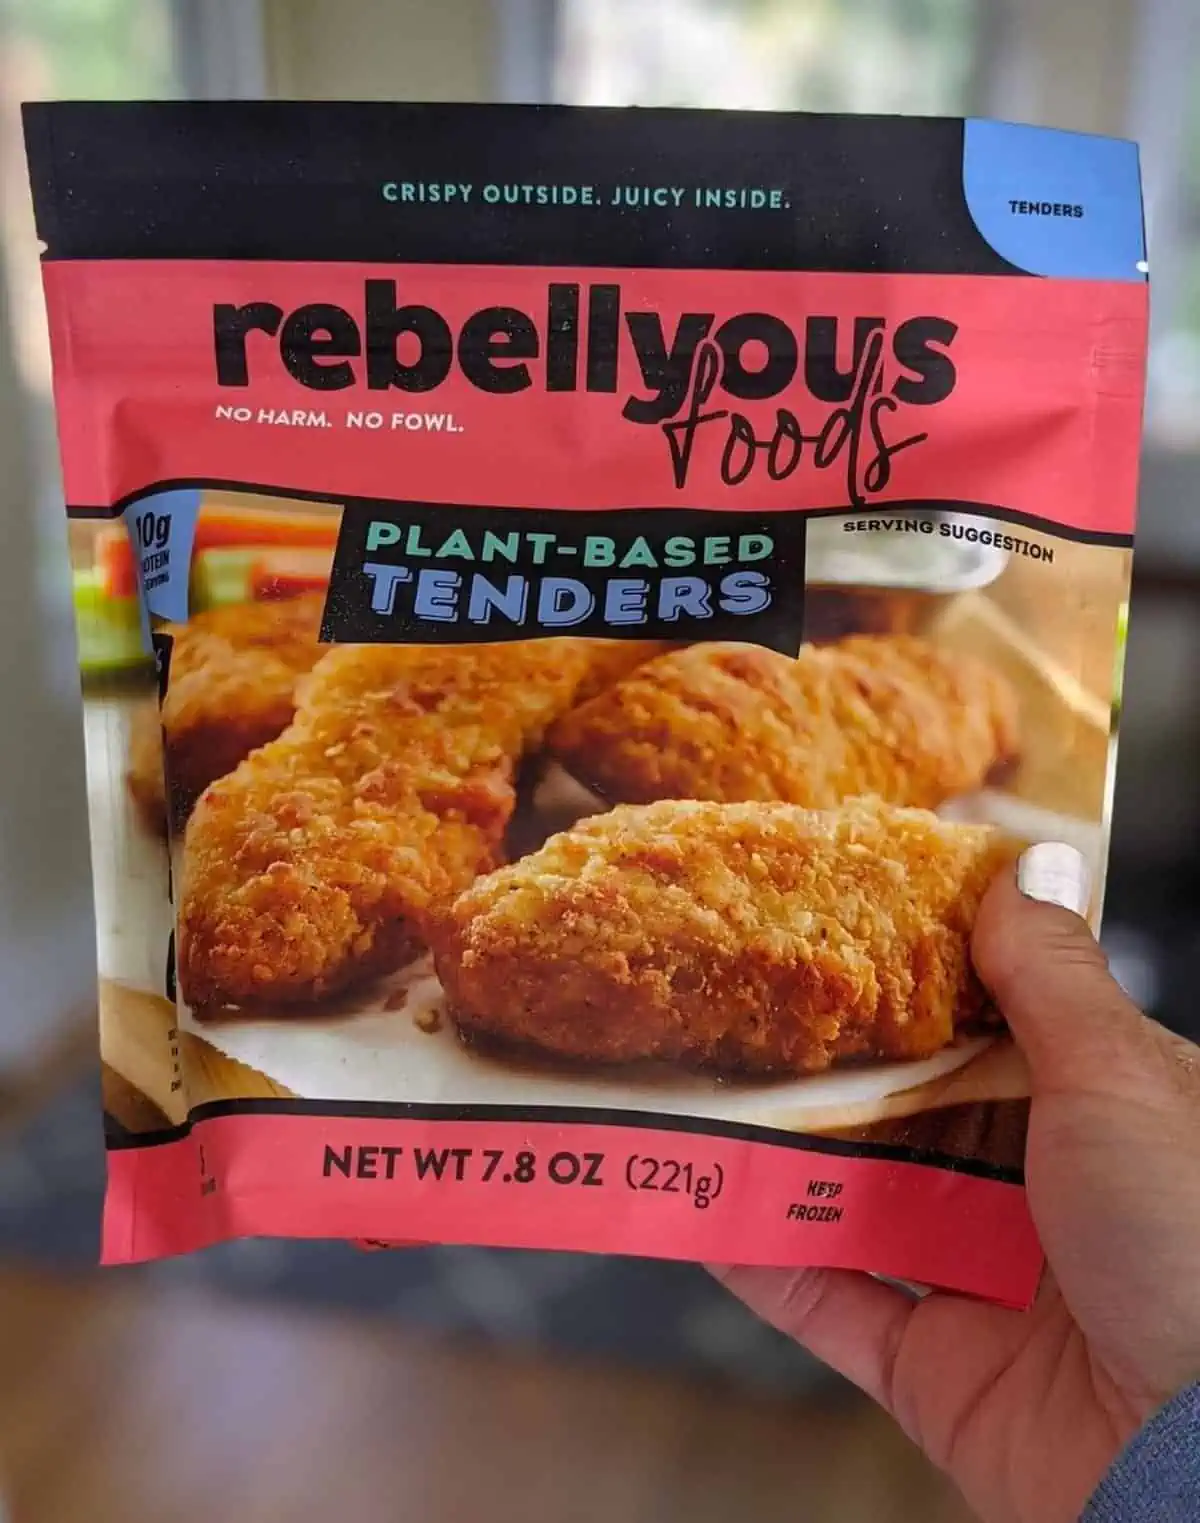 CRISPY OUTSIDE. JUICY INSIDE.
TENDERS
rebellyous
foods
NO HARM. NO FOWL.
SERVING SUGGESTION
PLANT-BASED
TENDERS
NET WT 7.8 OZ (221g)
KEEP
FROZEN